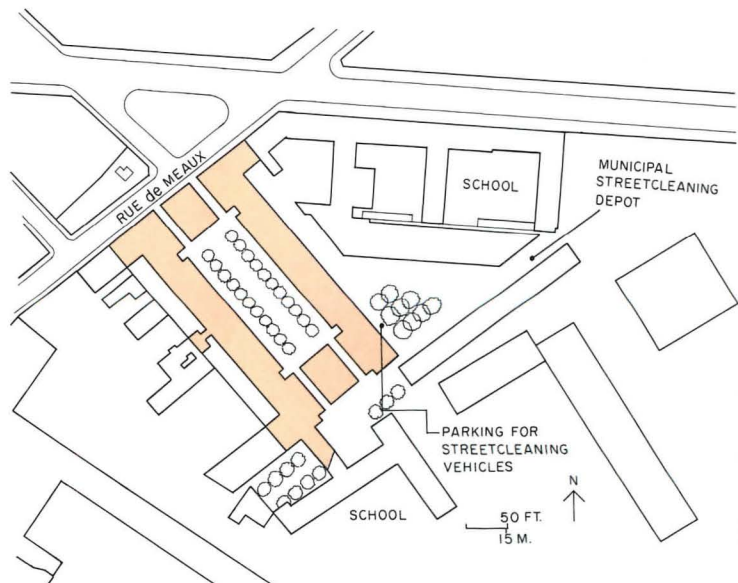 RUE de MEAUX
SCHOOL
MUNICIPAL
STREETCLEANING
DEPOT
PARKING FOR
STREETCLEANING
VEHICLES
SCHOOL
N
50 FT.
15 M.